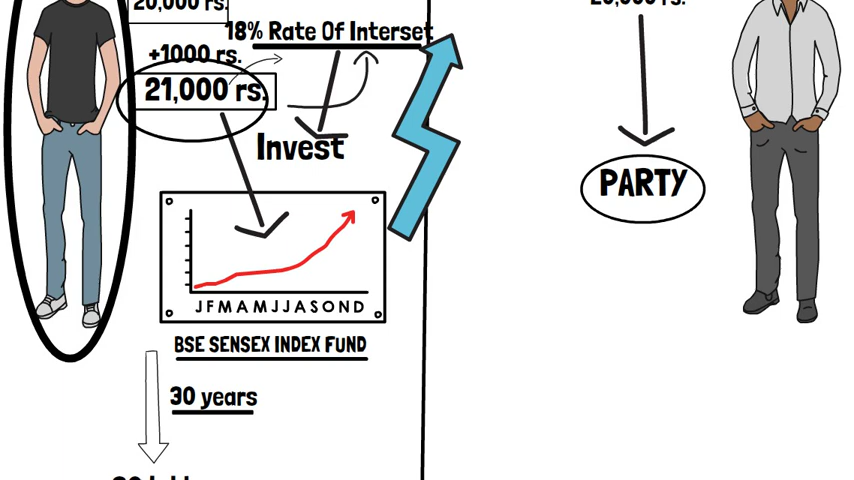 20,000 rs.
18% Rate Of Interset
+1000 rs.
21,000 rs.
Invest
JFMAMJJASOND
BSE SENSEX INDEX FUND
30 years
PARTY